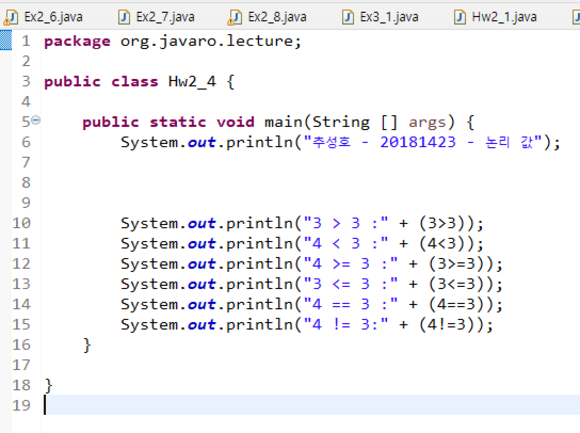 Ex2_6.java Ex2_7.java Ex2_8.java Ex3_1.java Hw2_1.java
1 package org.javaro.lecture;
2
3 public class Hw2_4 {
4
5 public static void main(String [] args) {
6 System.out.println("추성호 - 20181423 - 논리 값");
7
8
9
10 System.out.println("3 > 3 :" + (3>3));
11 System.out.println("4 < 3 :" + (4<3));
12 System.out.println("4 >= 3 :" + (3>=3));
13 System.out.println("3 <= 3 :" + (3<=3));
14 System.out.println("4 == 3 :" + (4==3));
15 System.out.println("4 != 3:" + (4!=3));
16 }
17
18 }
19